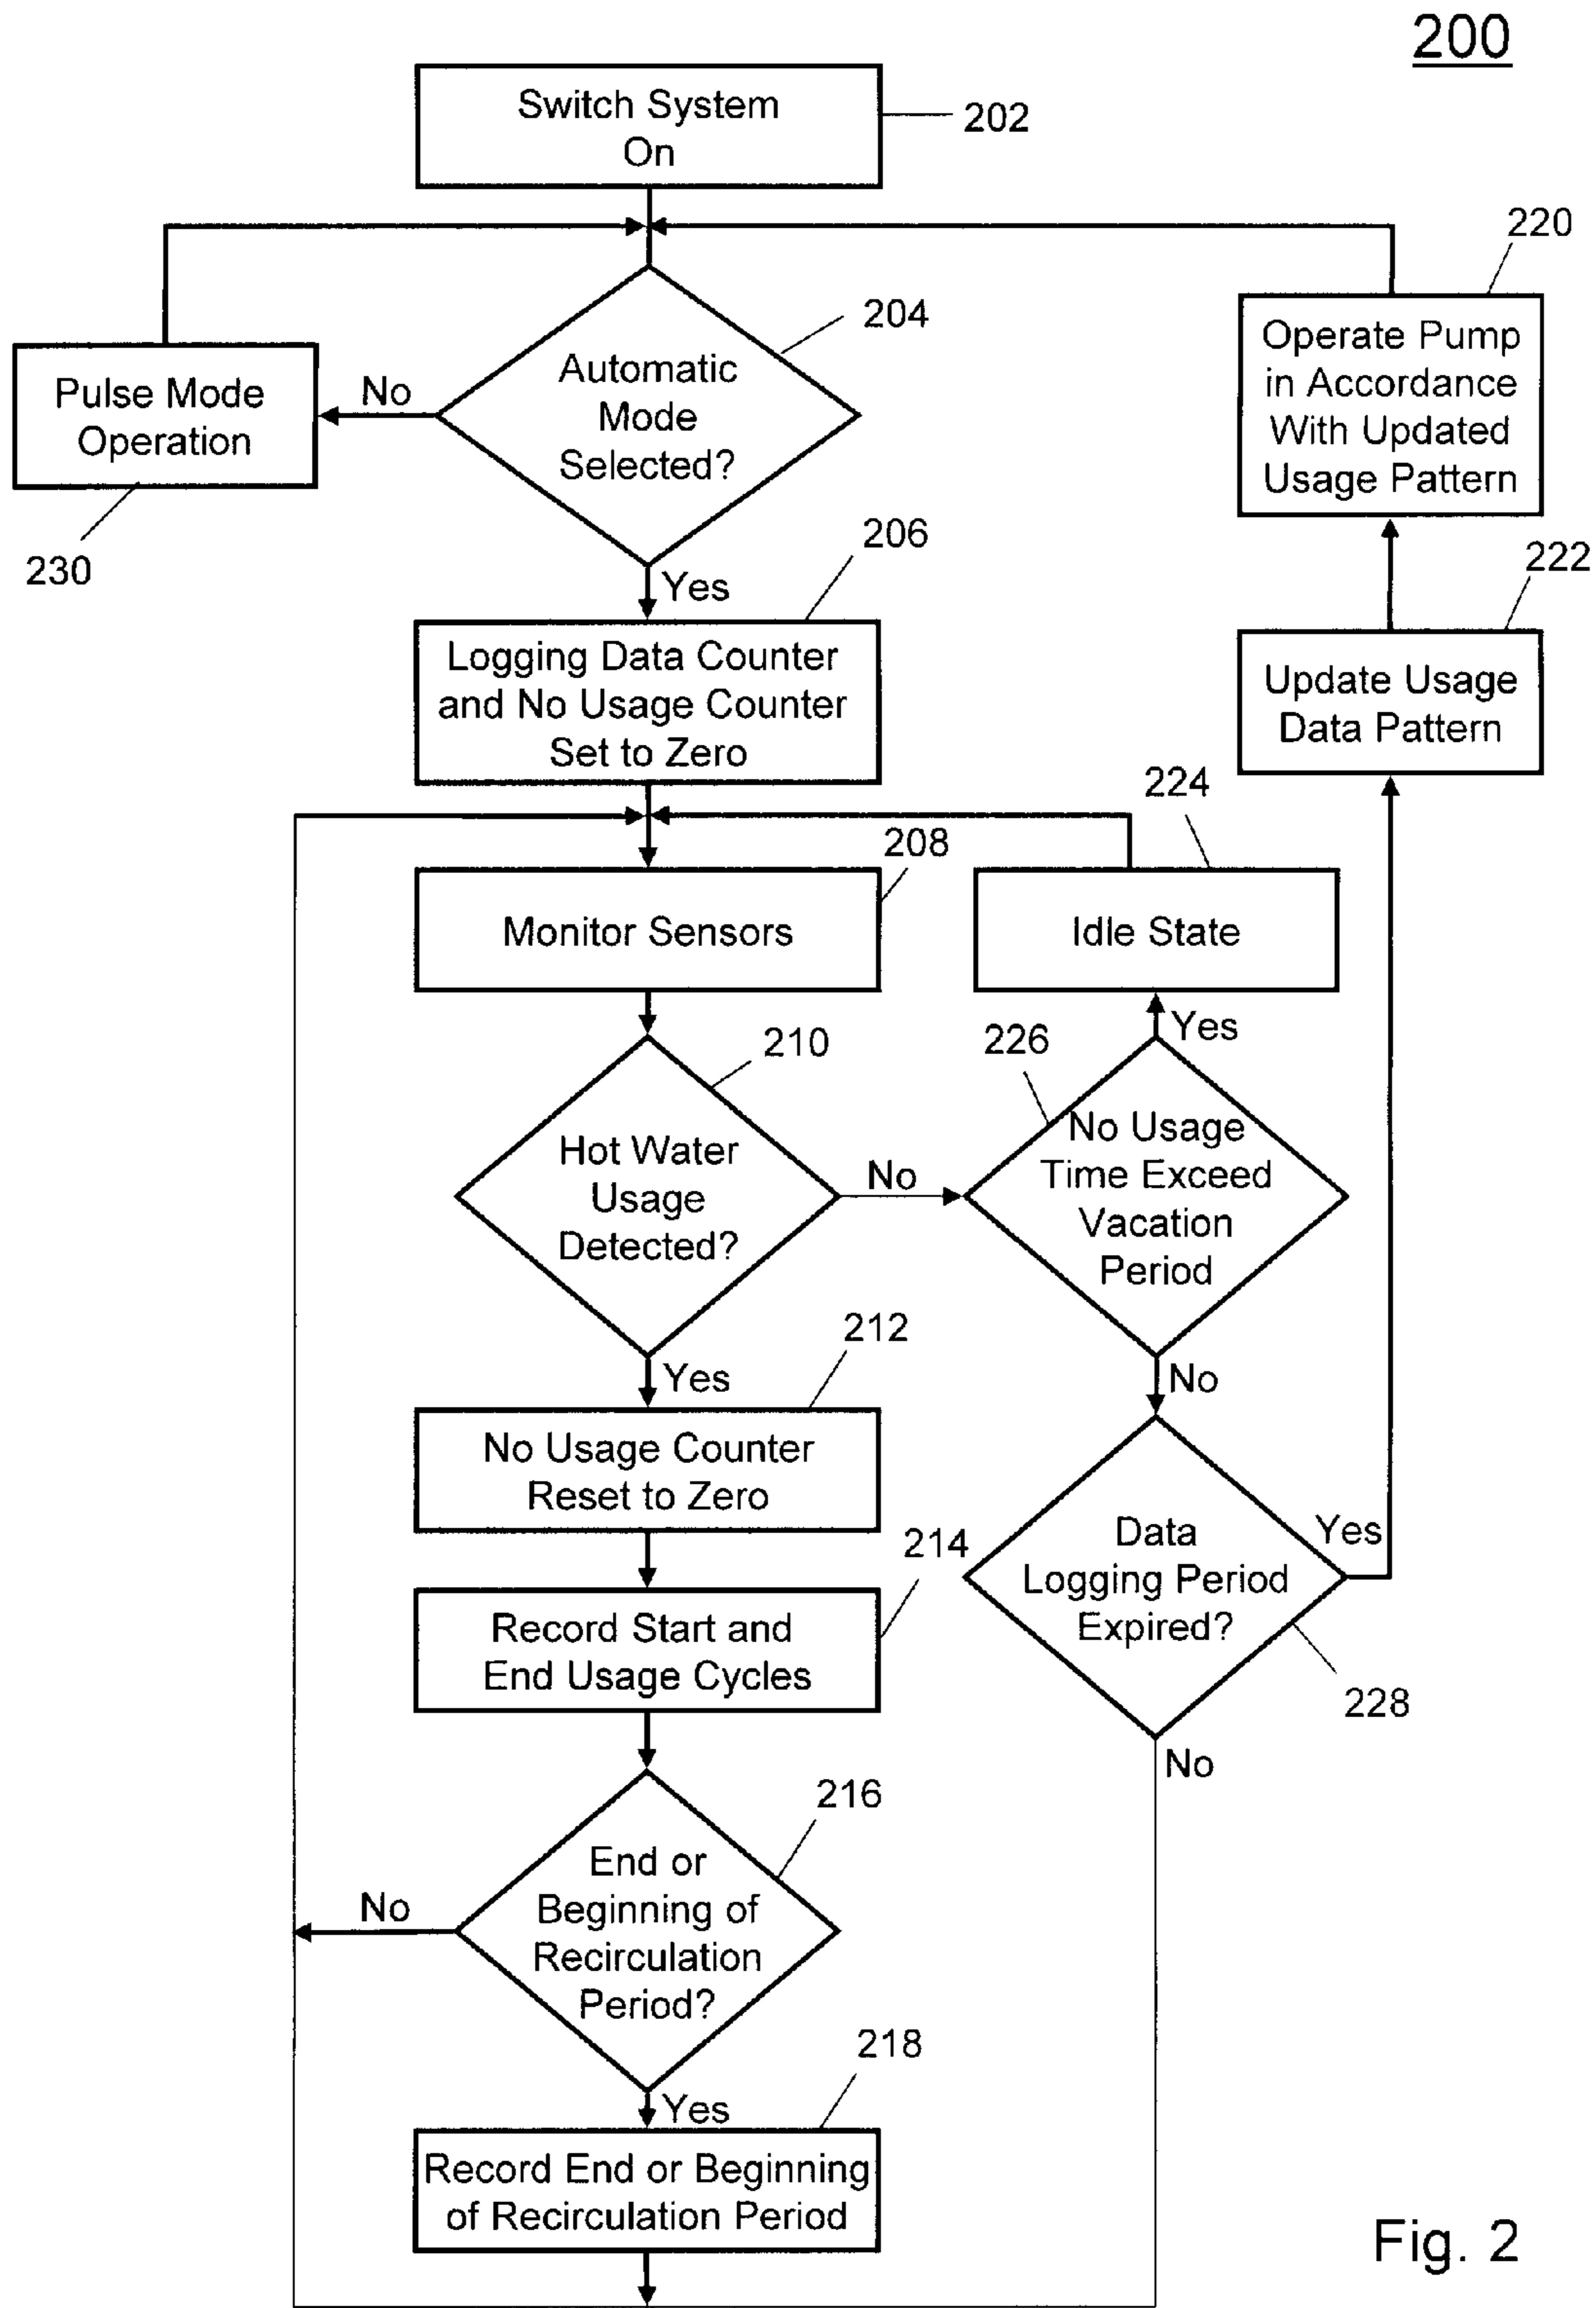 200
Switch System
On
202
220
204
Operate Pump
in Accordance
With Updated
Usage Pattern
Automatic
Mode
Selected?
No
Pulse Mode
Operation
230
206
222
Yes
Logging Data Counter
and No Usage Counter
Set to Zero
Update Usage
Data Pattern
224
208
Monitor Sensors
Idle State
210
226
Yes
Hot Water
Usage
Detected?
No
No Usage
Time Exceed
Vacation
Period
212
Yes
No
No Usage Counter
Reset to Zero
214
Data
Logging Period
Expired?
Yes
Record Start and
End Usage Cycles
228
No
216
End or
Beginning of
Recirculation
Period?
No
218
Yes
Record End or Beginning
of Recirculation Period
Fig. 2